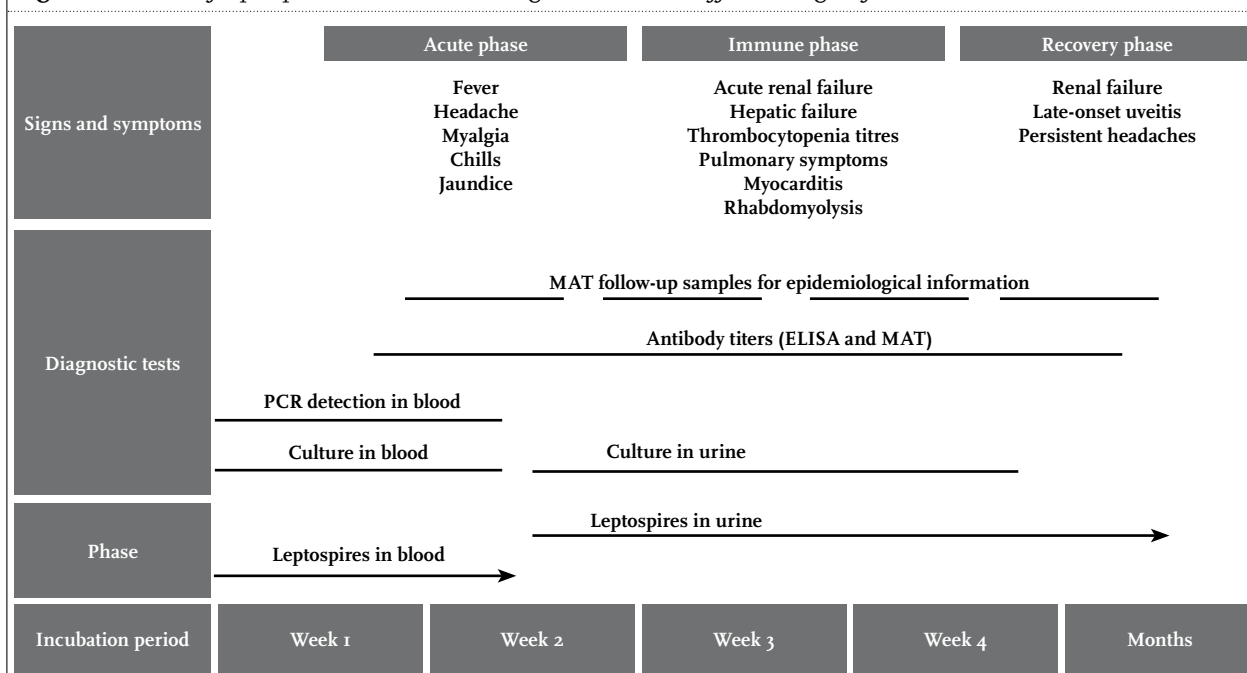 Signs and symptoms
Acute phase
Fever
Headache
Myalgia
Chills
Jaundice
Immune phase
Acute renal failure
Hepatic failure
Thrombocytopenia titres
Pulmonary symptoms
Myocarditis
Rhabdomyolysis
Recovery phase
Renal failure
Late-onset uveitis
Persistent headaches
Diagnostic tests
MAT follow-up samples for epidemiological information
Antibody titers (ELISA and MAT)
PCR detection in blood
Culture in blood
Culture in urine
Phase
Leptospires in urine
Leptospires in blood
Incubation period
Week 1
Week 2
Week 3
Week 4
Months